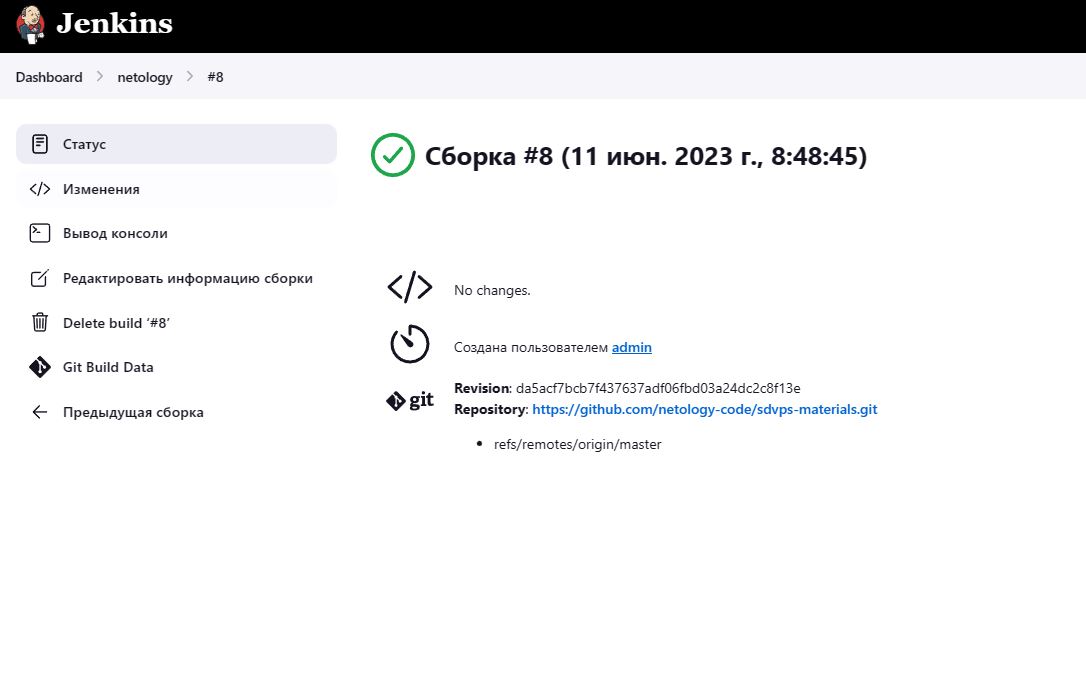 Jenkins
Dashboard > netology > #8
Статус
Изменения
Вывод консоли
Редактировать информацию сборки
Delete build ‘#8’
Git Build Data
Предыдущая сборка
Сборка #8 (11 июн. 2023 г., 8:48:45)
No changes.
Создана пользователем admin
git
Revision: da5acf7bcb7f437637adf06fbd03a24dc2c8f13e
Repository: https://github.com/netology-code/sdvps-materials.git
• refs/remotes/origin/master